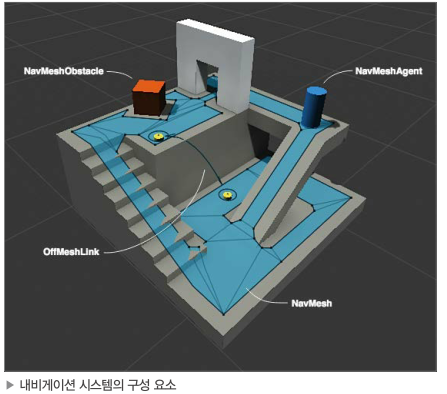 NavMeshObstacle
NavMeshAgent
OffMeshLink
NavMesh
▶ 내비게이션 시스템의 구성 요소